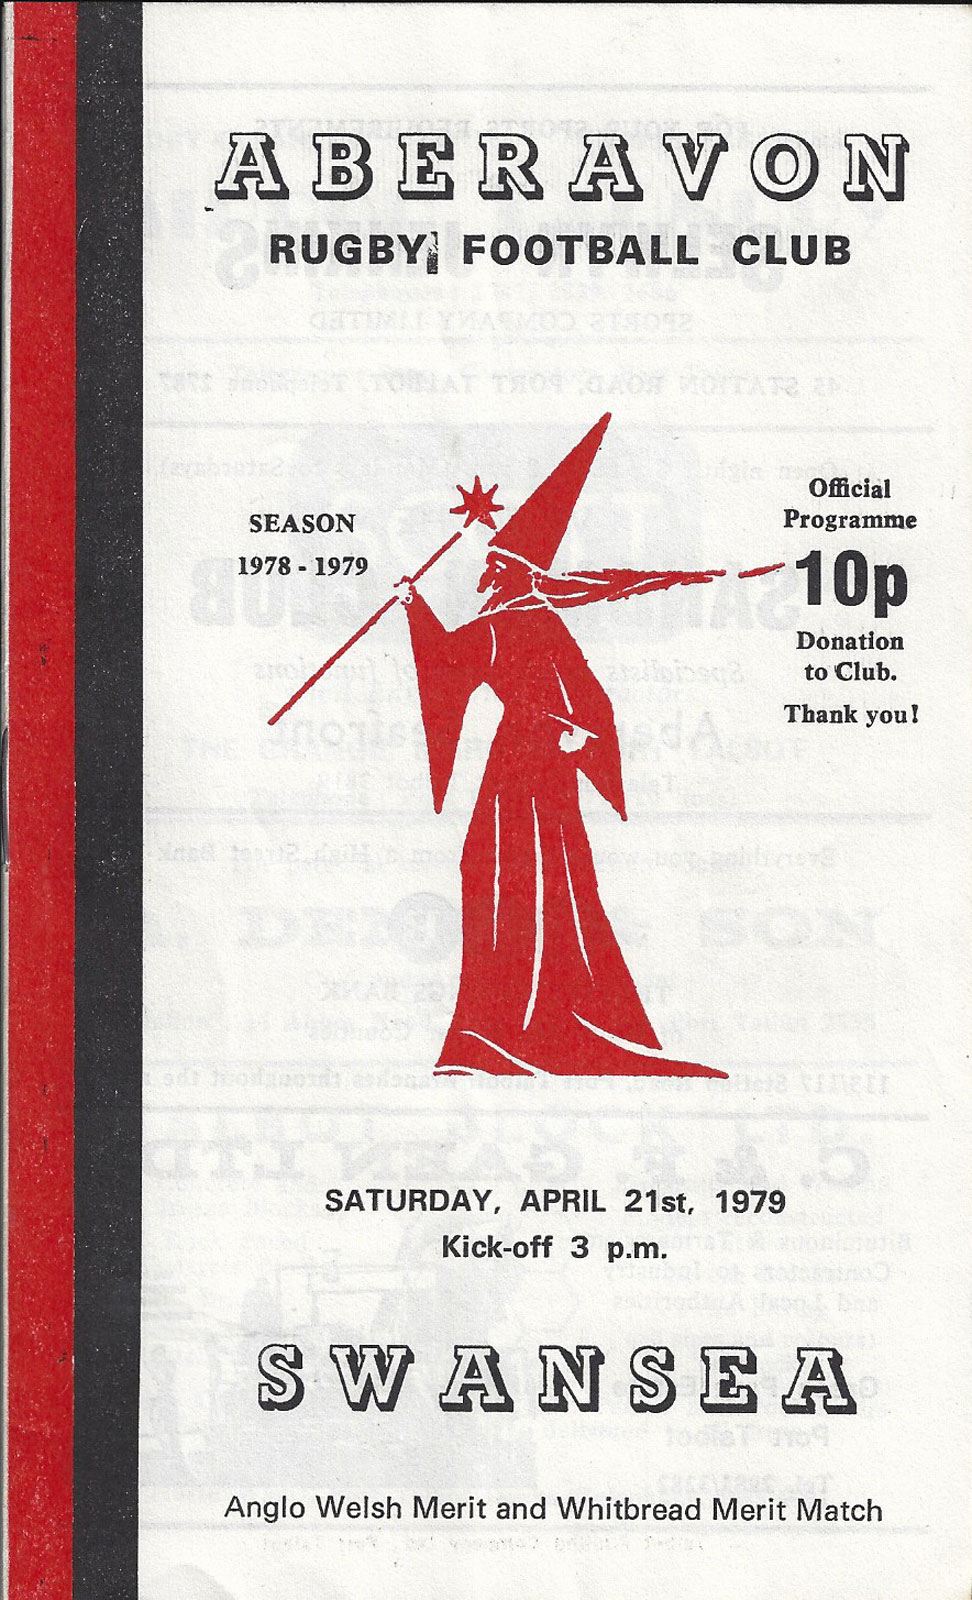 ABERAVON
RUGBY FOOTBALL CLUB
SEASON
1978 - 1979
Official
Programme
10p
Donation
to Club.
Thank you!
SATURDAY, APRIL 21st, 1979
Kick-off 3 p.m.
SWANSEA
Anglo Welsh Merit and Whitbread Merit Match